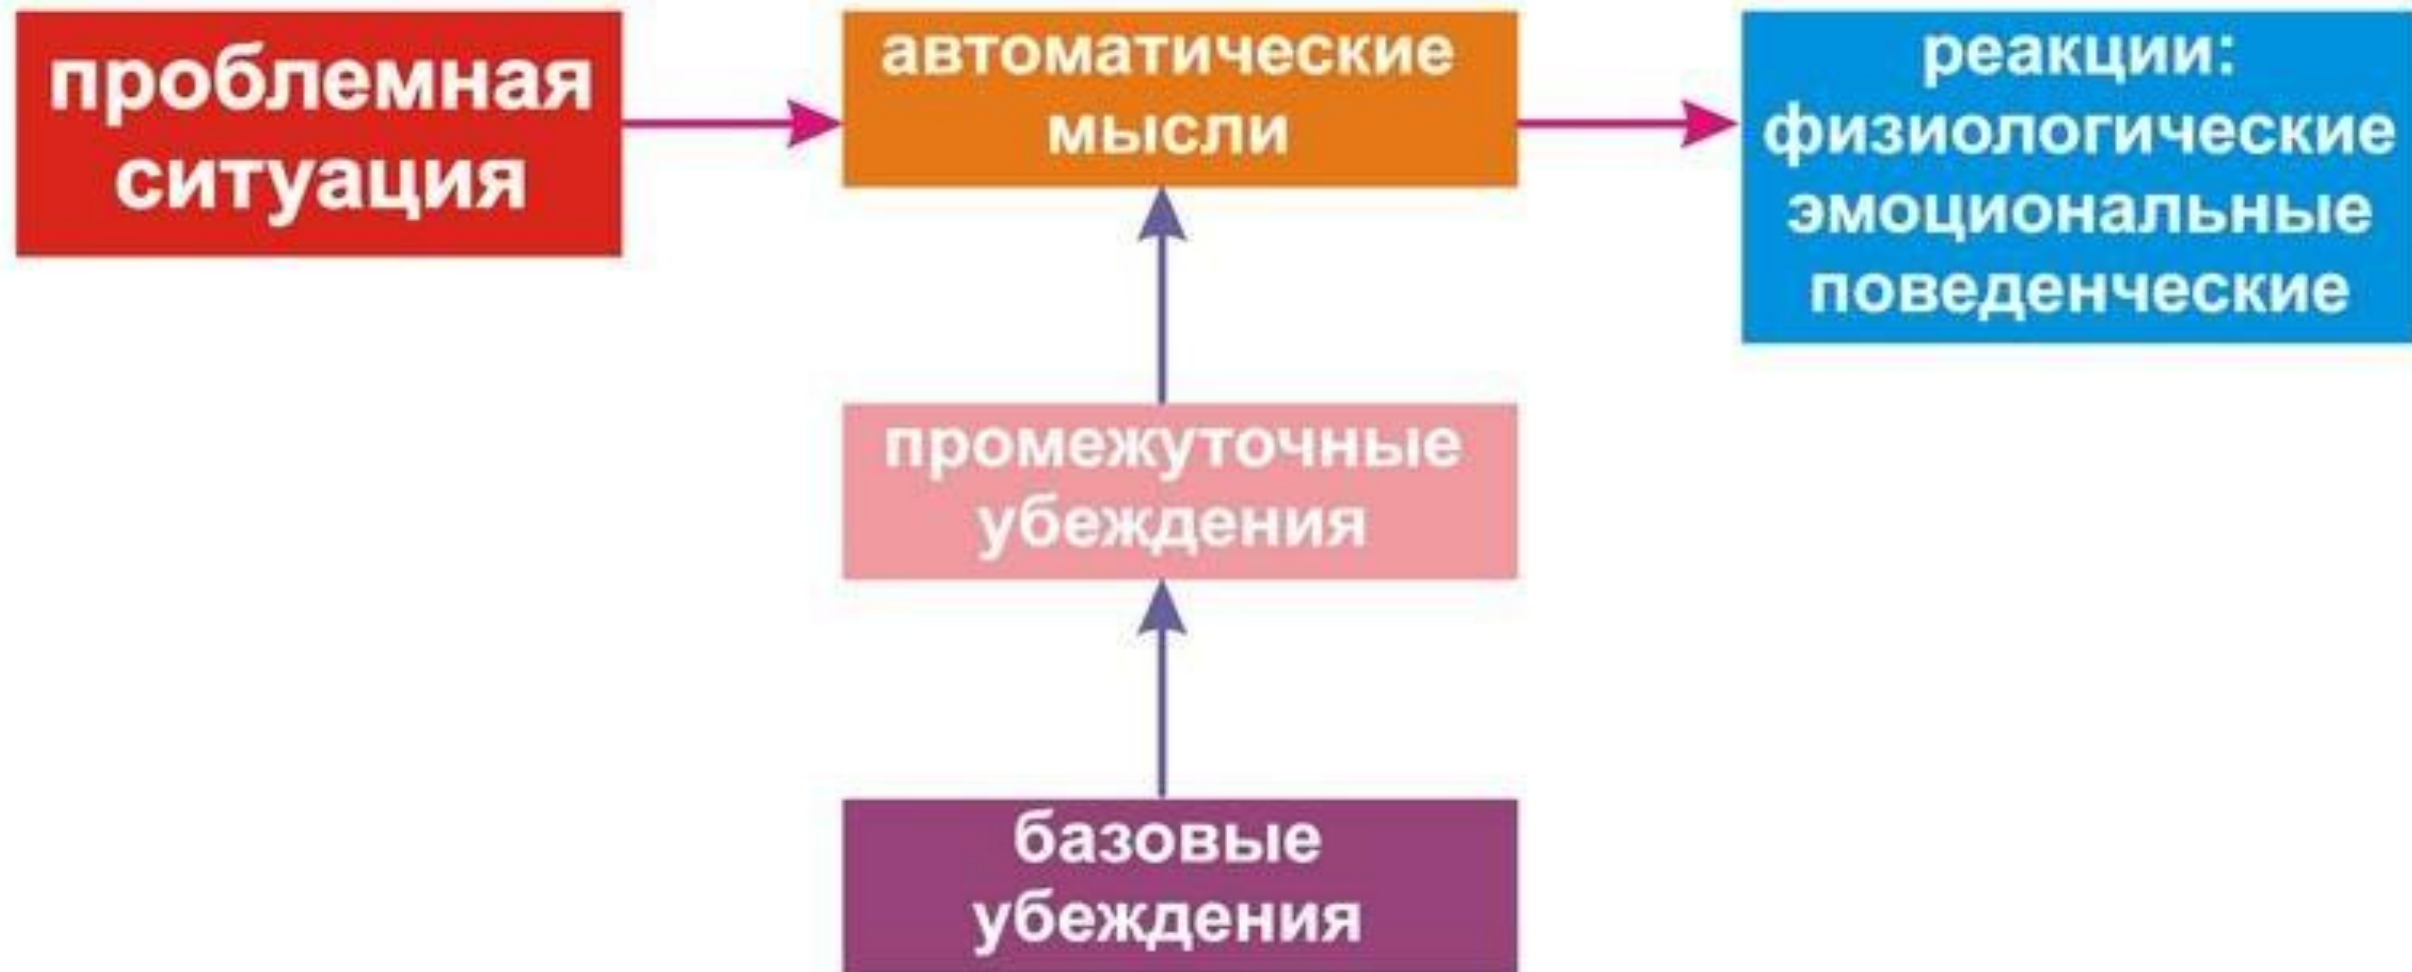 проблемная
ситуация
автоматические
мысли
реакции:
физиологические
эмоциональные
поведенческие
промежуточные
убеждения
базовые
убеждения